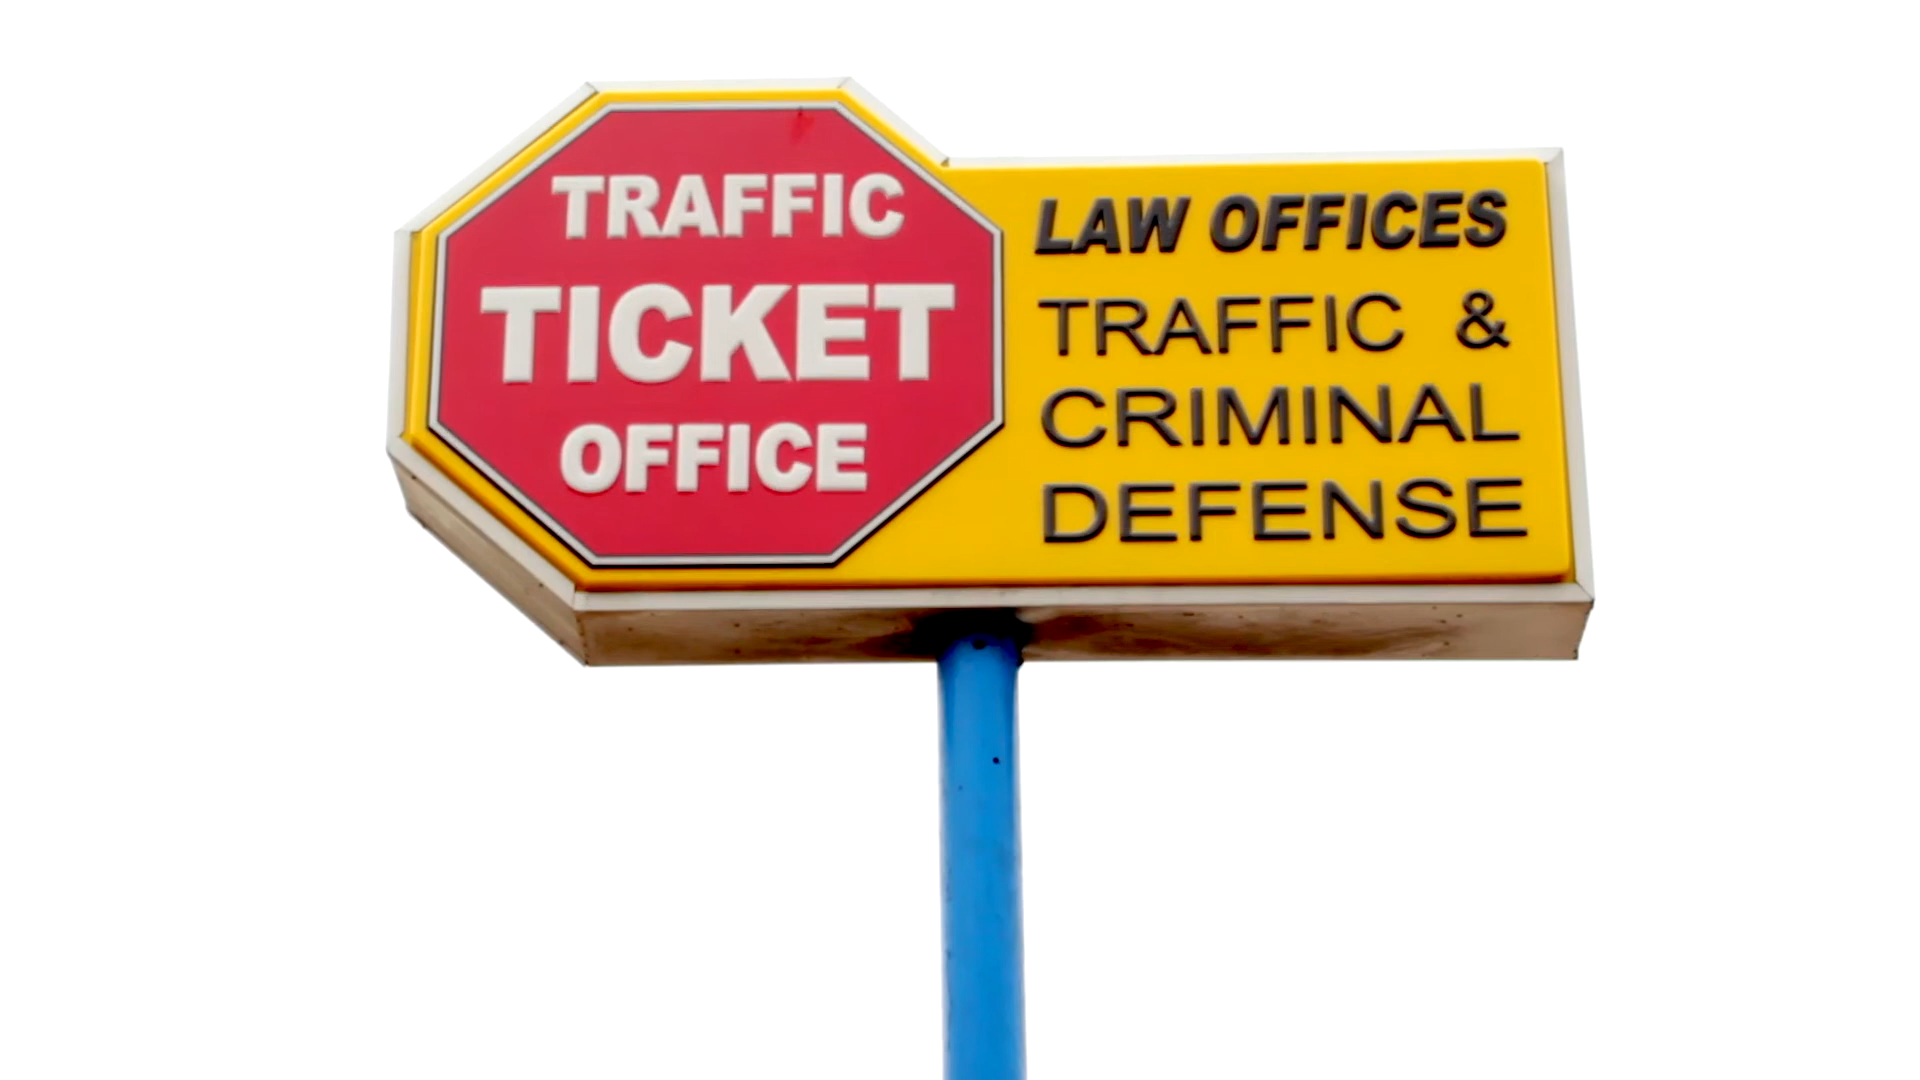 TRAFFIC
TICKET
OFFICE
LAW OFFICES
TRAFFIC &
CRIMINAL
DEFENSE